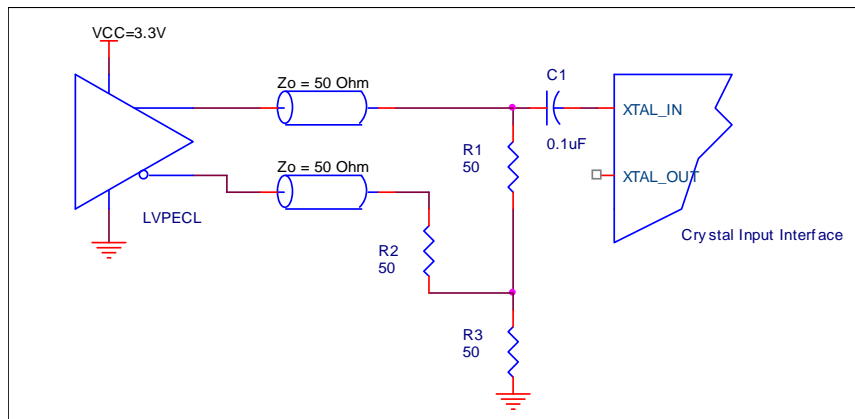 VCC=3.3V
Zo = 50 Ohm
C1
0.1uF
XTAL_IN
R1
50
Zo = 50 Ohm
XTAL_OUT
LVPECL
R2
50
Crystal Input Interface
R3
50